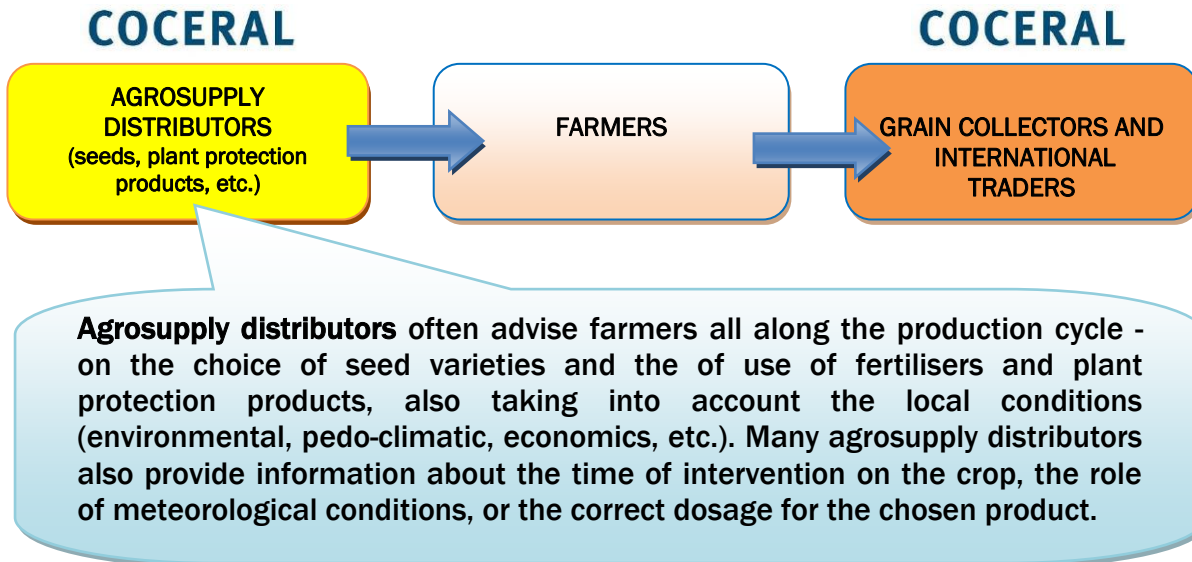 COCERAL
COCERAL
AGROSUPPLY
DISTRIBUTORS
(seeds, plant protection
products, etc.)
FARMERS
GRAIN COLLECTORS AND
INTERNATIONAL
TRADERS
Agrosupply distributors often advise farmers all along the production cycle -
on the choice of seed varieties and the of use of fertilisers and plant
protection products, also taking into account the local conditions
(environmental, pedo-climatic, economics, etc.). Many agrosupply distributors
also provide information about the time of intervention on the crop, the role
of meteorological conditions, or the correct dosage for the chosen product.